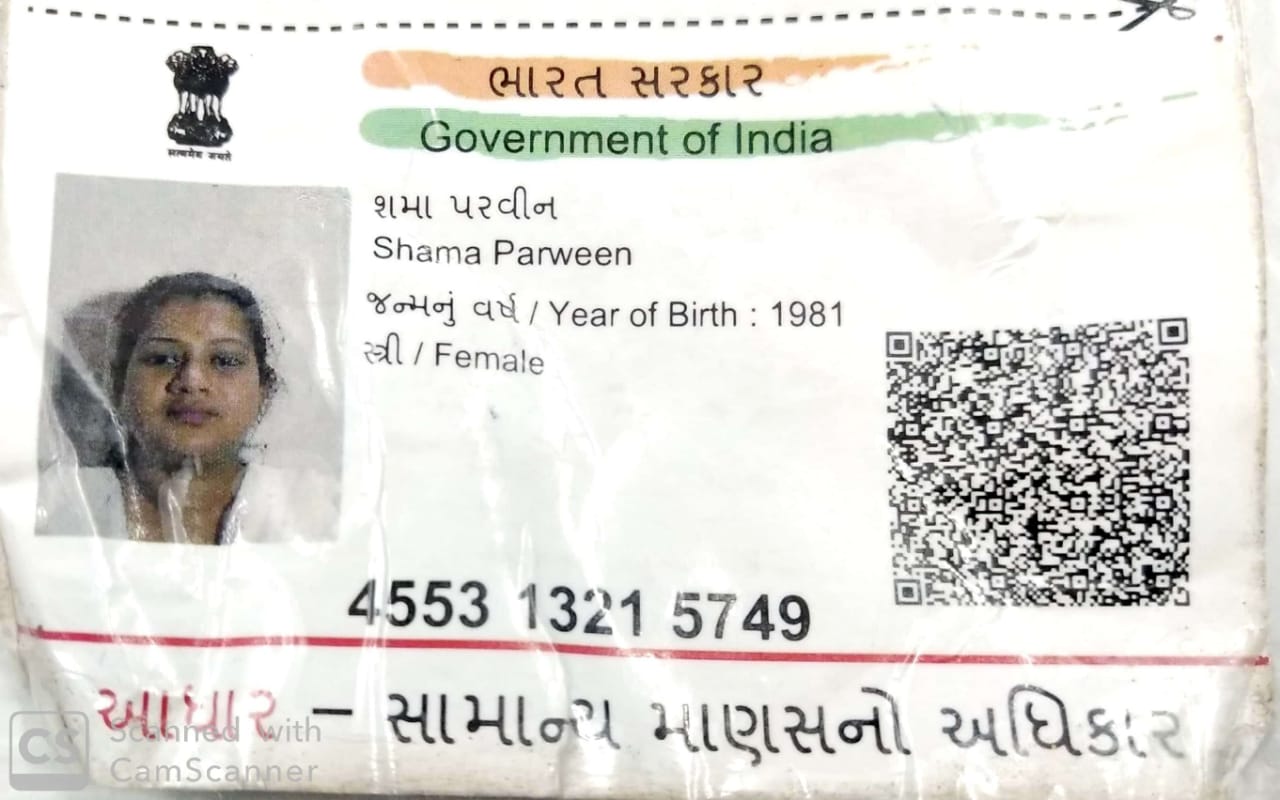 ભારત સરકાર
Government of India
सत्यमेव जयते
શમા પરવીન
Shama Parween
જન્મનું વર્ષ / Year of Birth : 1981
સ્ત્રી / Female
4553 1321 5749
આધાર – સામાન્ય માણસનો અધિકાર
CS Scanned with
CamScanner